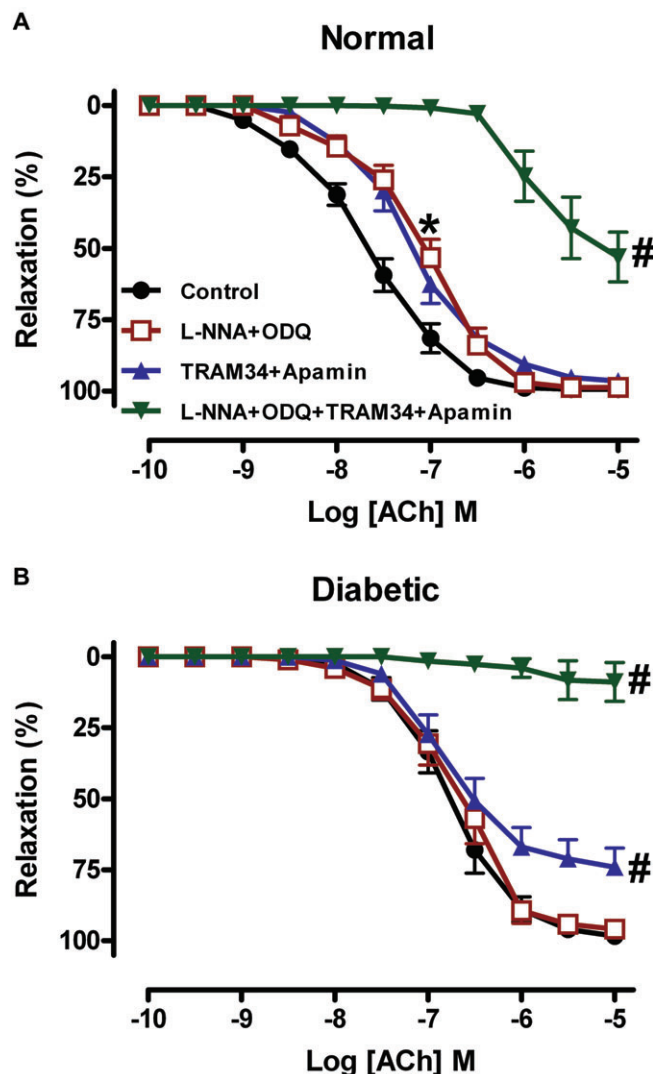 A
Normal
0
25
50
75
100
Relaxation (%)
*
#
Control
L-NNA+ODQ
TRAM34+Apamin
L-NNA+ODQ+TRAM34+Apamin
-10 -9 -8 -7 -6 -5
Log [ACh] M
B
Diabetic
0
25
50
75
100
Relaxation (%)
#
#
-10 -9 -8 -7 -6 -5
Log [ACh] M